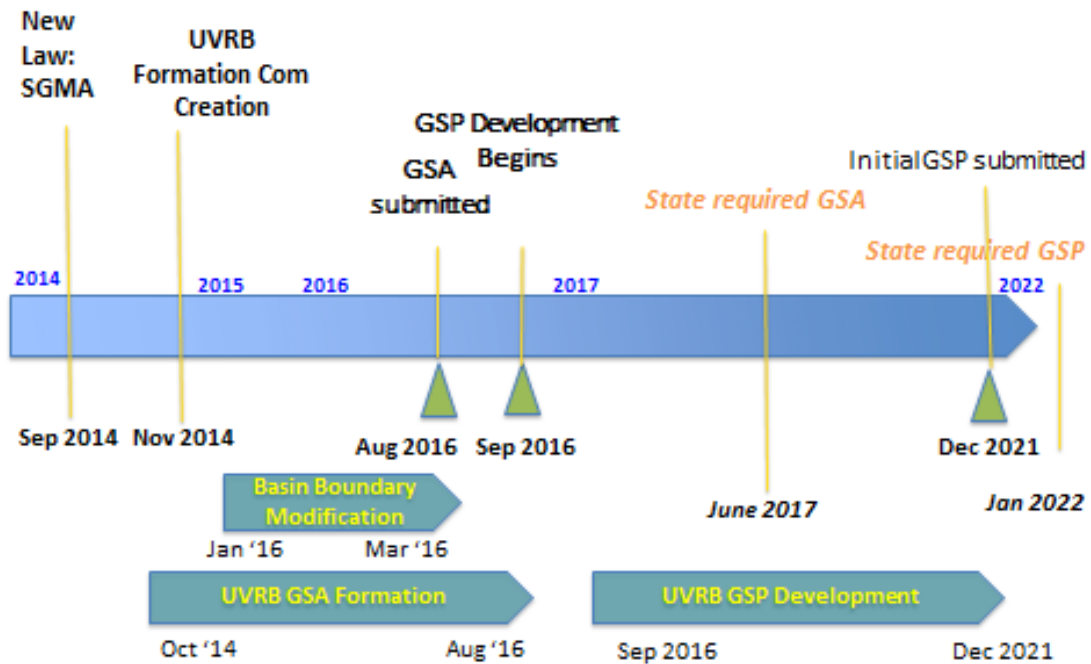 New
Law:
SGMA
UVRB
Formation Com
Creation
GSP Development
Begins
GSA
submitted
Initial GSP submitted
State required GSA
State required GSP
2014
2015
2016
2017
2022
Sep 2014
Nov 2014
Aug 2016
Sep 2016
Dec 2021
June 2017
Jan 2022
Basin Boundary
Modification
Jan ‘16
Mar ‘16
UVRB GSA Formation
UVRB GSP Development
Oct ‘14
Aug ‘16
Sep 2016
Dec 2021